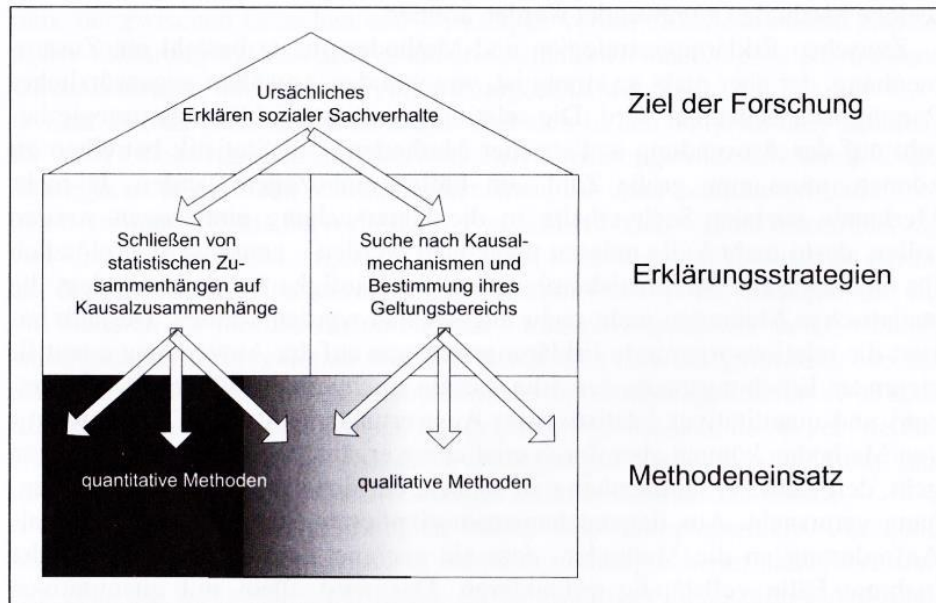 Ursächliches
Erklären sozialer Sachverhalte
Ziel der Forschung
Schließen von
statistischen Zu-
sammenhängen auf
Kausalzusammenhänge
Suche nach Kausal-
mechanismen und
Bestimmung ihres
Geltungsbereichs
Erklärungsstrategien
quantitative Methoden
qualitative Methoden
Methodeneinsatz